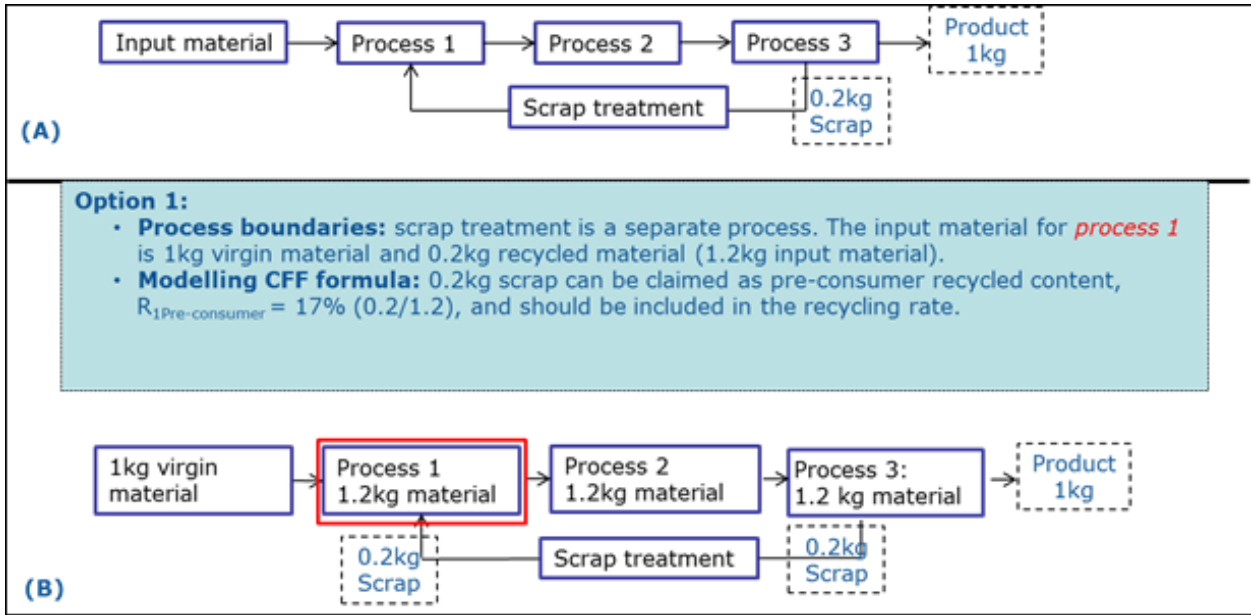 Input material
Process 1
Process 2
Process 3
Product
1kg
Scrap treatment
0.2kg
Scrap
(A)
Option 1:
• Process boundaries: scrap treatment is a separate process. The input material for process 1
is 1kg virgin material and 0.2kg recycled material (1.2kg input material).
• Modelling CFF formula: 0.2kg scrap can be claimed as pre-consumer recycled content,
R1Pre-consumer = 17% (0.2/1.2), and should be included in the recycling rate.
1kg virgin
material
Process 1
1.2kg material
Process 2
1.2kg material
Process 3:
1.2 kg material
Product
1kg
0.2kg
Scrap
Scrap treatment
0.2kg
Scrap
(B)